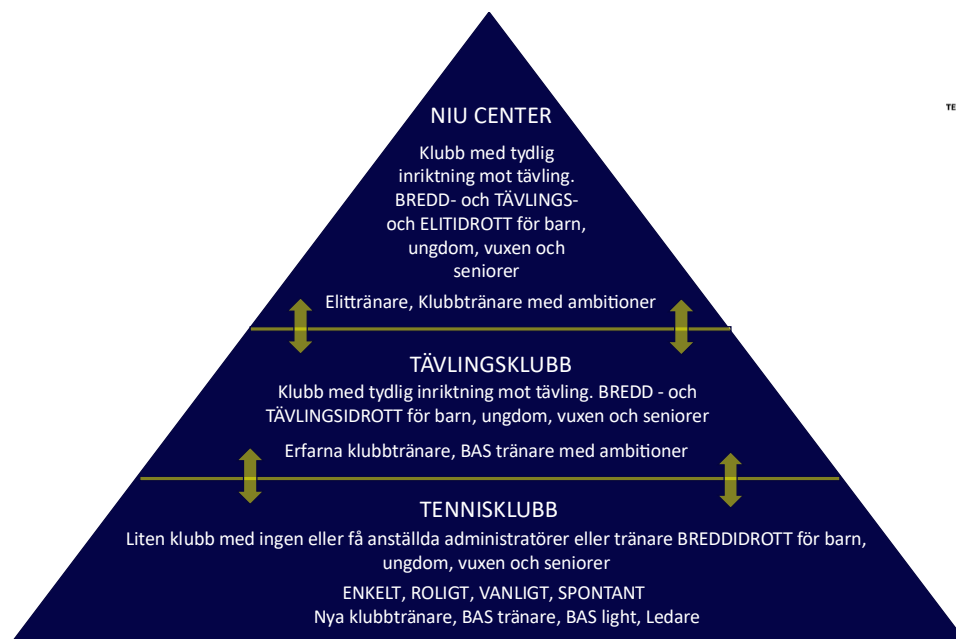 NIU CENTER
TE
Klubb med tydlig
inriktning mot tävling.
BREDD- och TÄVLINGS-
och ELITIDROTT för barn,
ungdom, vuxen och
seniorer
Elittränare, Klubbtränare med ambitioner
TÄVLINGSKLUBB
Klubb med tydlig inriktning mot tävling. BREDD - och
TÄVLINGSIDROTT för barn, ungdom, vuxen och seniorer
Erfarna klubbtränare, BAS tränare med ambitioner
TENNISKLUBB
Liten klubb med ingen eller få anställda administratörer eller tränare BREDDIDROTT för barn,
ungdom, vuxen och seniorer
ENKELT, ROLIGT, VANLIGT, SPONTANT
Nya klubbtränare, BAS tränare, BAS light, Ledare